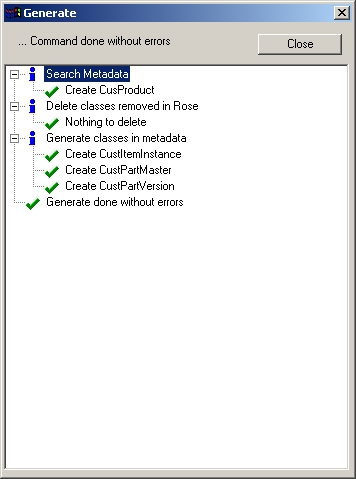 Generate
... Command done without errors
Close
Search Metadata
Create CusProduct
Delete classes removed in Rose
Nothing to delete
Generate classes in metadata
Create CustItemInstance
Create CustPartMaster
Create CustPartVersion
Generate done without errors